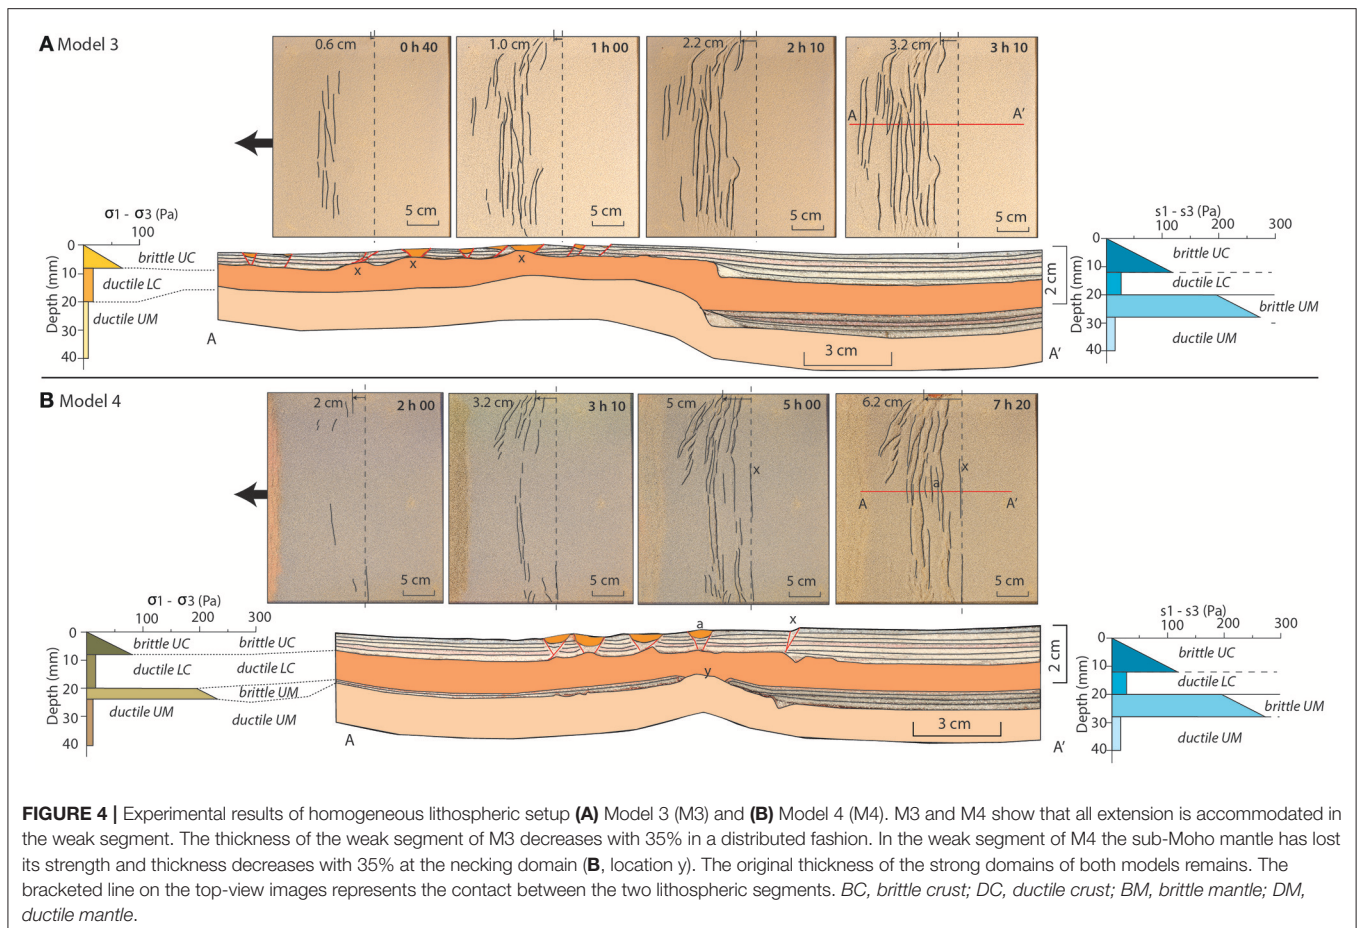 A Model 3
0.6 cm
0 h 40
5 cm
1.0 cm
1 h 00
5 cm
2.2 cm
2 h 10
5 cm
3.2 cm
3 h 10
A
A'
5 cm
σ1 - σ3 (Pa)
100
0
10
20
30
40
Depth (mm)
brittle UC
ductile LC
ductile UM
x
x
x
A
A'
3 cm
2 cm
s1 - s3 (Pa)
100
200
300
0
10
20
30
40
Depth (mm)
brittle UC
ductile LC
brittle UM
ductile UM
B Model 4
2 cm
2 h 00
5 cm
3.2 cm
3 h 10
5 cm
5 cm
5 h 00
x
5 cm
6.2 cm
7 h 20
x
a
A
A'
5 cm
σ1 - σ3 (Pa)
100
200
300
0
10
20
30
40
Depth (mm)
brittle UC
ductile LC
ductile UM
brittle UC
ductile LC
brittle UM
ductile UM
a
x
y
A
A'
3 cm
2 cm
s1 - s3 (Pa)
100
200
300
0
10
20
30
40
Depth (mm)
brittle UC
ductile LC
brittle UM
ductile UM
FIGURE 4 | Experimental results of homogeneous lithospheric setup (A) Model 3 (M3) and (B) Model 4 (M4). M3 and M4 show that all extension is accommodated in
the weak segment. The thickness of the weak segment of M3 decreases with 35% in a distributed fashion. In the weak segment of M4 the sub-Moho mantle has lost
its strength and thickness decreases with 35% at the necking domain (B, location y). The original thickness of the strong domains of both models remains. The
bracketed line on the top-view images represents the contact between the two lithospheric segments. BC, brittle crust; DC, ductile crust; BM, brittle mantle; DM,
ductile mantle.